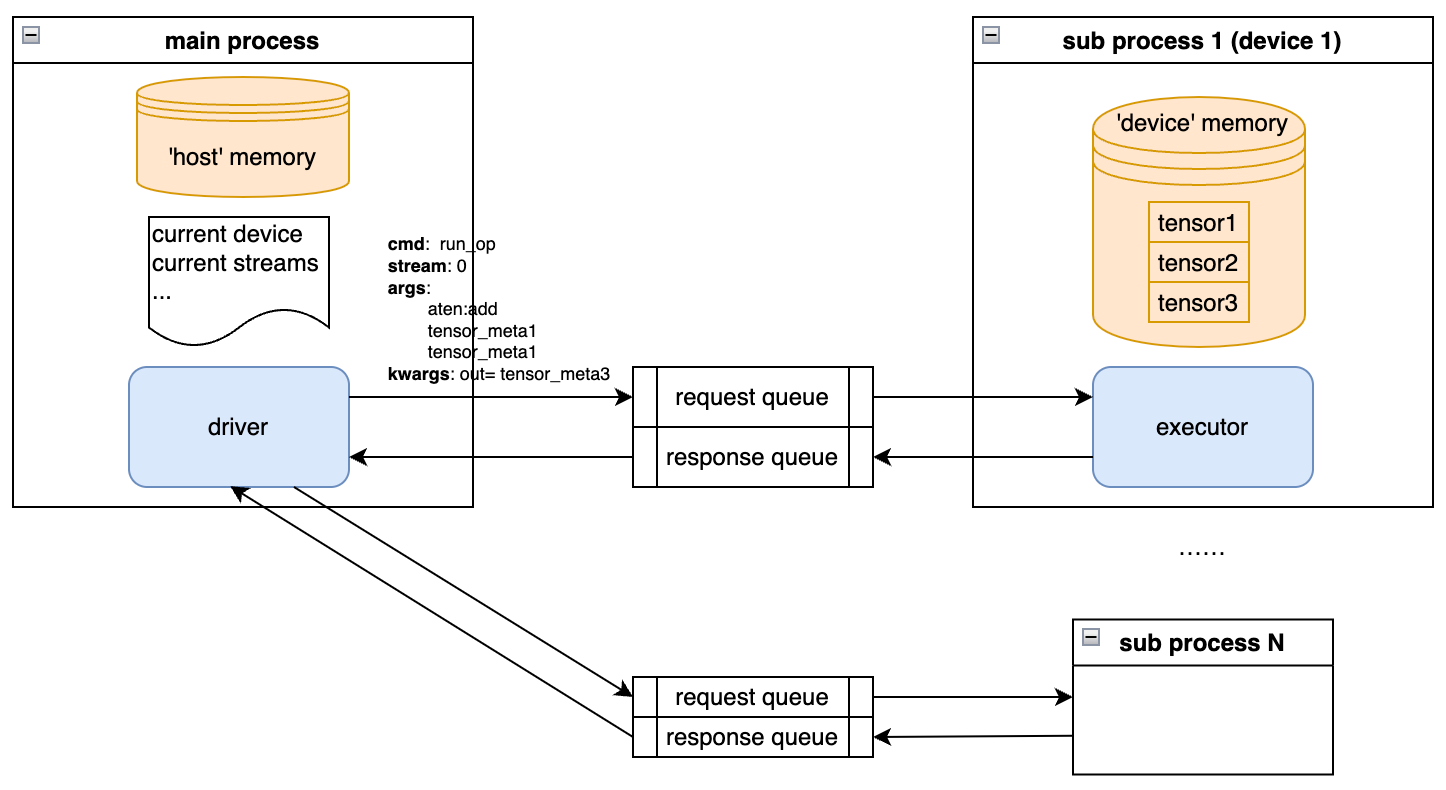 main process
'host' memory
current device
current streams
...
cmd: run_op
stream: 0
args:
aten:add
tensor_meta1
tensor_meta1
kwargs: out= tensor_meta3
driver
request queue
response queue
sub process 1 (device 1)
'device' memory
tensor1
tensor2
tensor3
executor
......
request queue
response queue
sub process N